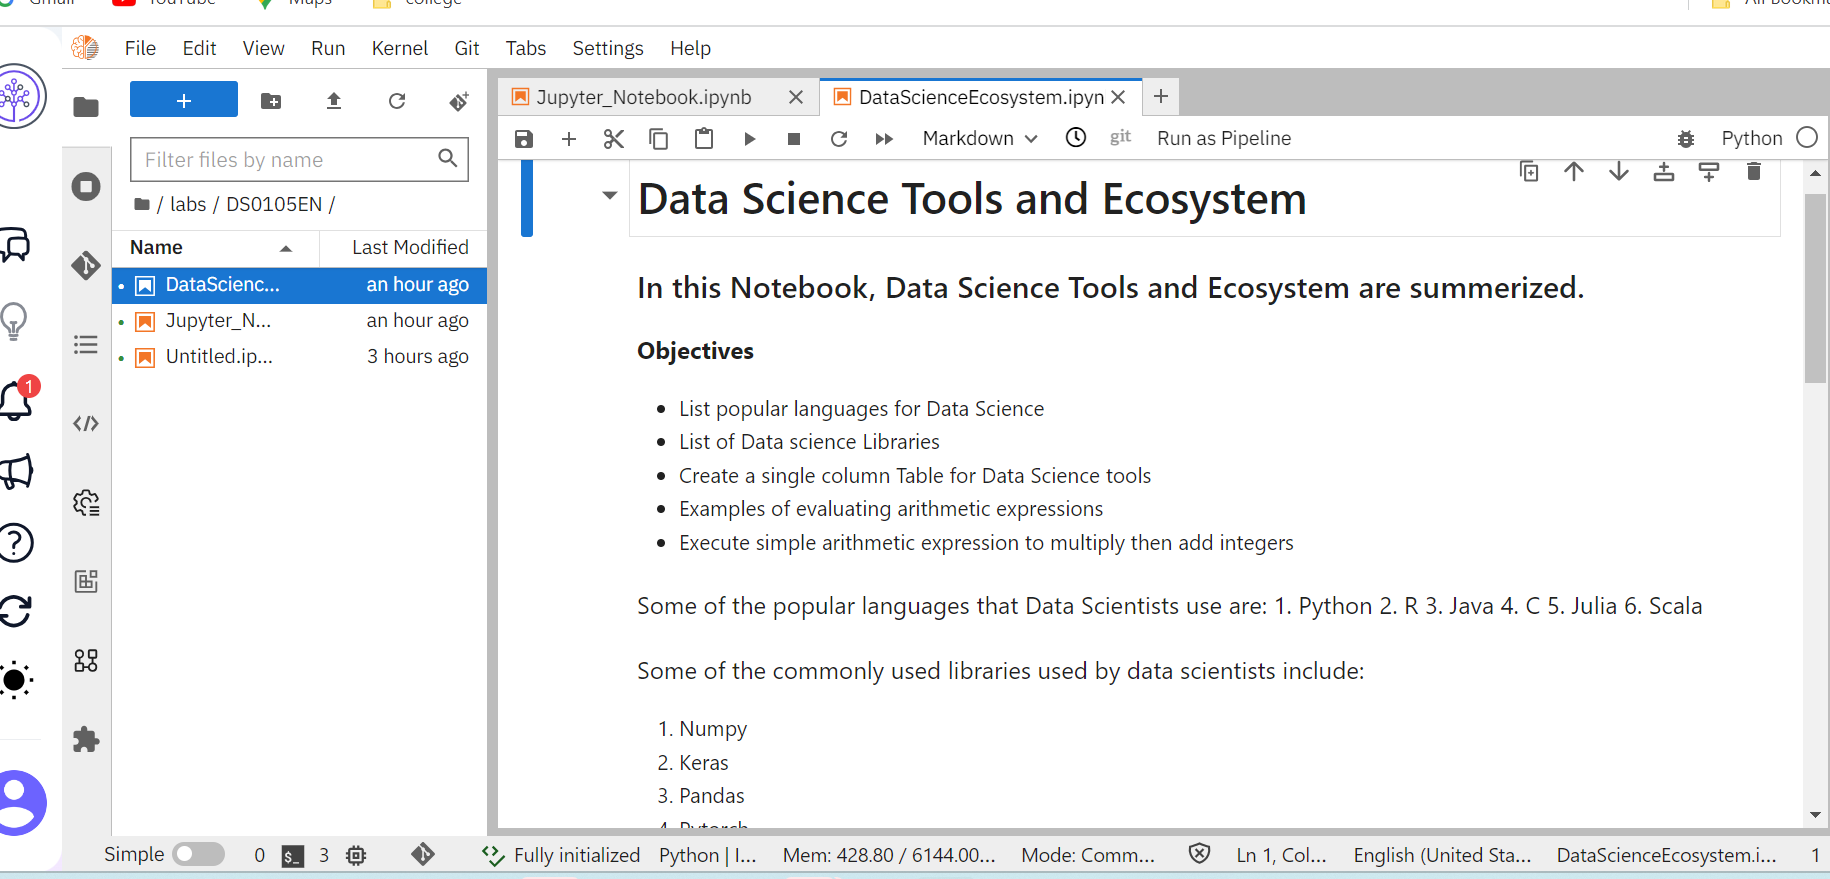 Gmail
YouTube
Maps
college
All Bookma
File Edit View Run Kernel Git Tabs Settings Help
Jupyter_Notebook.ipynb
DataScienceEcosystem.ipyn
Markdown
git
Run as Pipeline
Python
Filter files by name
/ labs / DS0105EN /
Name
Last Modified
DataScienc... an hour ago
Jupyter_N... an hour ago
Untitled.ip... 3 hours ago
1
Data Science Tools and Ecosystem
In this Notebook, Data Science Tools and Ecosystem are summerized.
Objectives
• List popular languages for Data Science
• List of Data science Libraries
• Create a single column Table for Data Science tools
• Examples of evaluating arithmetic expressions
• Execute simple arithmetic expression to multiply then add integers
Some of the popular languages that Data Scientists use are: 1. Python 2. R 3. Java 4. C 5. Julia 6. Scala
Some of the commonly used libraries used by data scientists include:
1. Numpy
2. Keras
3. Pandas
4. Pytorch
Simple 0 $_ 3 Fully initialized Python | I... Mem: 428.80 / 6144.00... Mode: Comm... Ln 1, Col... English (United Sta... DataScienceEcosystem.i... 1